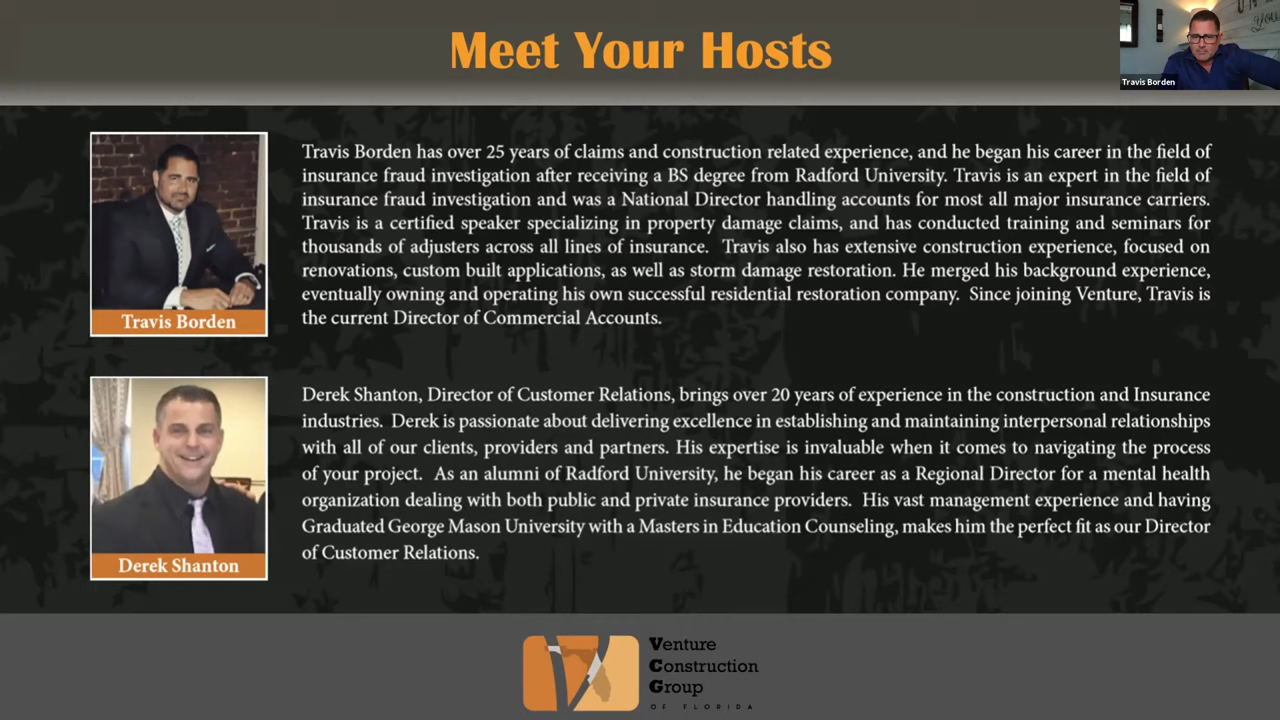 Meet Your Hosts
Travis Borden
Travis Borden has over 25 years of claims and construction related experience, and he began his career in the field of
insurance fraud investigation after receiving a BS degree from Radford University. Travis is an expert in the field of
insurance fraud investigation and was a National Director handling accounts for most all major insurance carriers.
Travis is a certified speaker specializing in property damage claims, and has conducted training and seminars for
thousands of adjusters across all lines of insurance. Travis also has extensive construction experience, focused on
renovations, custom built applications, as well as storm damage restoration. He merged his background experience,
eventually owning and operating his own successful residential restoration company. Since joining Venture, Travis is
the current Director of Commercial Accounts.
Travis Borden
Derek Shanton, Director of Customer Relations, brings over 20 years of experience in the construction and Insurance
industries. Derek is passionate about delivering excellence in establishing and maintaining interpersonal relationships
with all of our clients, providers and partners. His expertise is invaluable when it comes to navigating the process
of your project. As an alumni of Radford University, he began his career as a Regional Director for a mental health
organization dealing with both public and private insurance providers. His vast management experience and having
Graduated George Mason University with a Masters in Education Counseling, makes him the perfect fit as our Director
of Customer Relations.
Derek Shanton
Venture
Construction
Group
OF FLORIDA